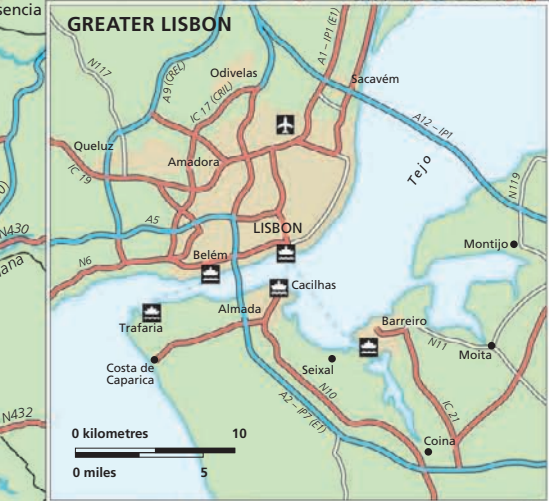 sencia
GREATER LISBON
N117
A9 (CREL)
Odivelas
IC 17 (CRIL)
A1 – IP1 (E1)
Sacavém
A12 – IP1
Queluz
IC 19
Amadora
Tejo
N119
N430
A5
LISBON
Montijo
N6
Belém
Cacilhas
Trafaria
Almada
Barreiro
N11
Moita
Costa de
Caparica
Seixal
N10
A2 – IP7 (E1)
IC 21
N432
Coina
0 kilometres 10
0 miles 5